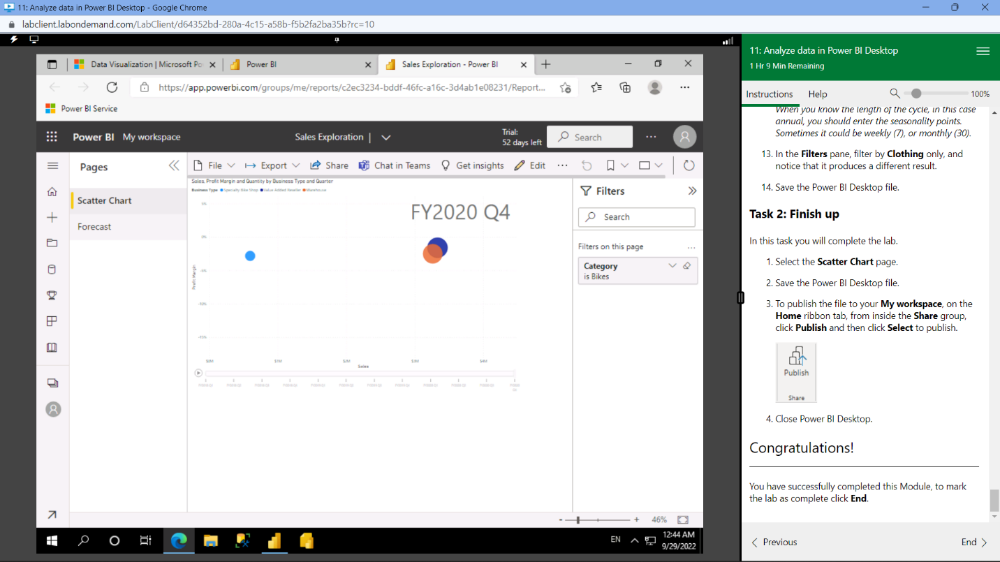 11: Analyze data in Power BI Desktop - Google Chrome
labclient.labondemand.com/LabClient/d64352bd-280a-4c15-a58b-f5b2fa2ba35b?rc=10
Data Visualization | Microsoft Po
Power BI
Sales Exploration - Power BI
https://app.powerbi.com/groups/me/reports/c2ec3234-bddf-46fc-a16c-3d4ab1e08231/Report...
Power BI Service
Power BI My workspace
Sales Exploration |
Trial:
52 days left
Search
Pages
Scatter Chart
Forecast
File
Export
Share
Chat in Teams
Get insights
Edit
Sales, Profit Margin and Quantity by Business Type and Quarter
Business Type Specialty Bike Shop Value Added Reseller Warehouse
FY2020 Q4
5%
0%
-5%
-10%
-15%
Profit Margin
$0M $1M $2M $3M $4M
Sales
Filters
Search
Filters on this page
Category
is Bikes
- + 46%
EN
12:44 AM
9/29/2022
11: Analyze data in Power BI Desktop
1 Hr 9 Min Remaining
Instructions Help
100%
When you know the length of the cycle, in this case
annual, you should enter the seasonality points.
Sometimes it could be weekly (7), or monthly (30).
13. In the Filters pane, filter by Clothing only, and
notice that it produces a different result.
14. Save the Power BI Desktop file.
Task 2: Finish up
In this task you will complete the lab.
1. Select the Scatter Chart page.
2. Save the Power BI Desktop file.
3. To publish the file to your My workspace, on the
Home ribbon tab, from inside the Share group,
click Publish and then click Select to publish.
Publish
Share
4. Close Power BI Desktop.
Congratulations!
You have successfully completed this Module, to mark
the lab as complete click End.
Previous
End